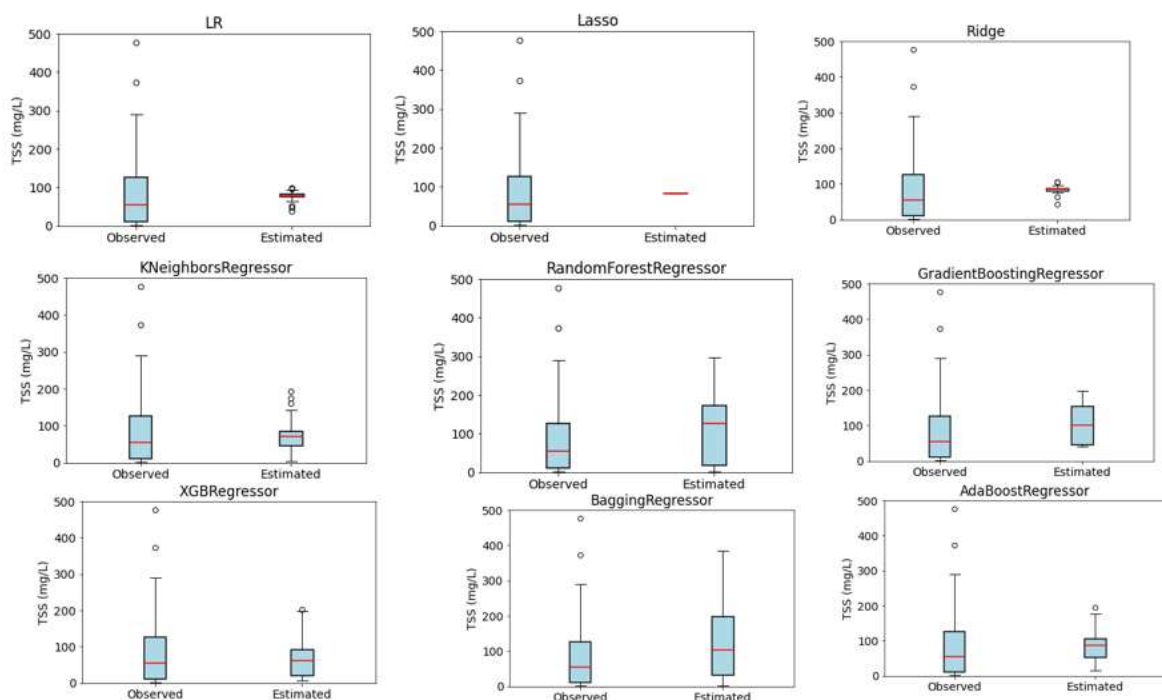 LR
500
400
300
200
100
0
TSS (mg/L)
Observed Estimated
Lasso
500
400
300
200
100
0
TSS (mg/L)
Observed Estimated
Ridge
500
400
300
200
100
0
TSS (mg/L)
Observed Estimated
KNeighborsRegressor
500
400
300
200
100
0
TSS (mg/L)
Observed Estimated
RandomForestRegressor
500
400
300
200
100
0
TSS (mg/L)
Observed Estimated
GradientBoostingRegressor
500
400
300
200
100
0
TSS (mg/L)
Observed Estimated
XGBRegressor
500
400
300
200
100
0
TSS (mg/L)
Observed Estimated
BaggingRegressor
500
400
300
200
100
0
TSS (mg/L)
Observed Estimated
AdaBoostRegressor
500
400
300
200
100
0
TSS (mg/L)
Observed Estimated